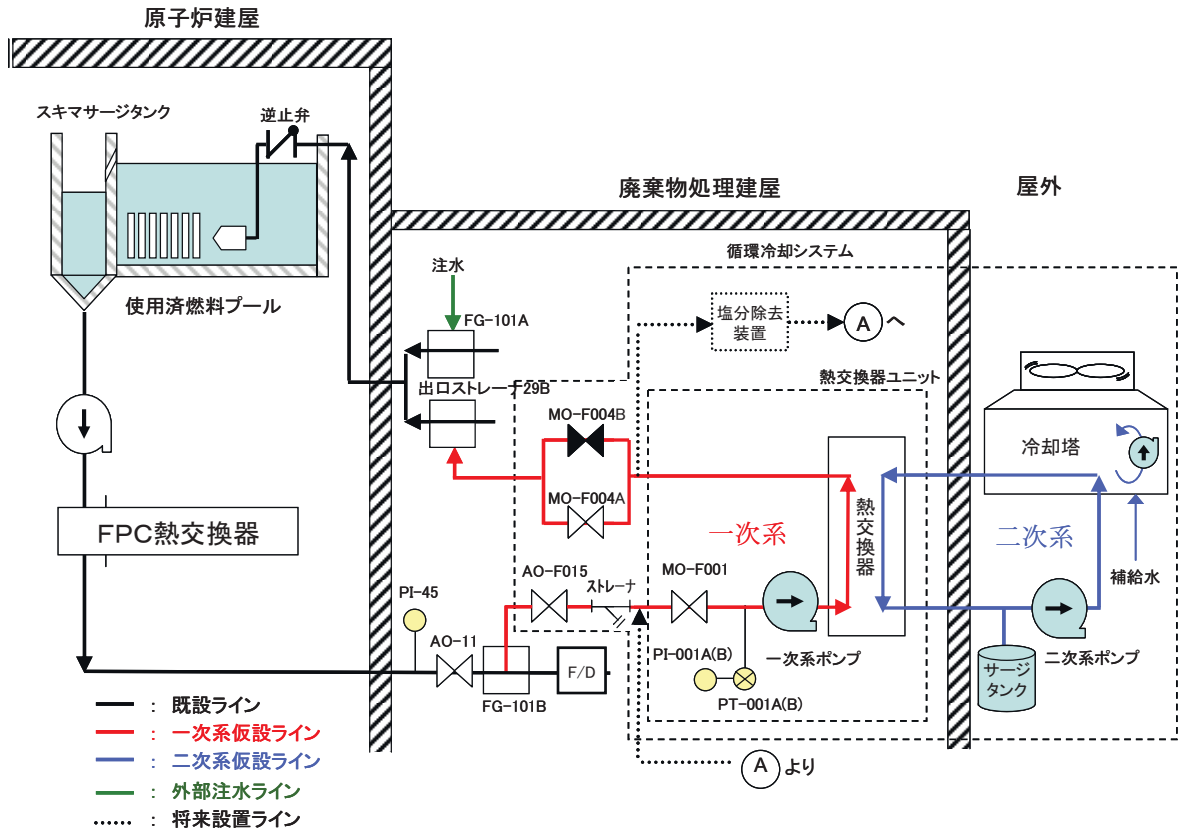 原子炉建屋
スキマサージタンク
逆止弁
使用済燃料プール
廃棄物処理建屋
屋外
循環冷却システム
注水
FG-101A
塩分除去
装置
A へ
出口ストレーナ29B
熱交換器ユニット
MO-F004B
MO-F004A
冷却塔
FPC熱交換器
一次系
熱交換器
二次系
補給水
AO-F015
ストレーナ
MO-F001
PI-45
AO-11
F/D
FG-101B
PI-001A(B)
PT-001A(B)
一次系ポンプ
サージ
タンク
二次系ポンプ
A より
： 既設ライン
： 一次系仮設ライン
： 二次系仮設ライン
： 外部注水ライン
： 将来設置ライン